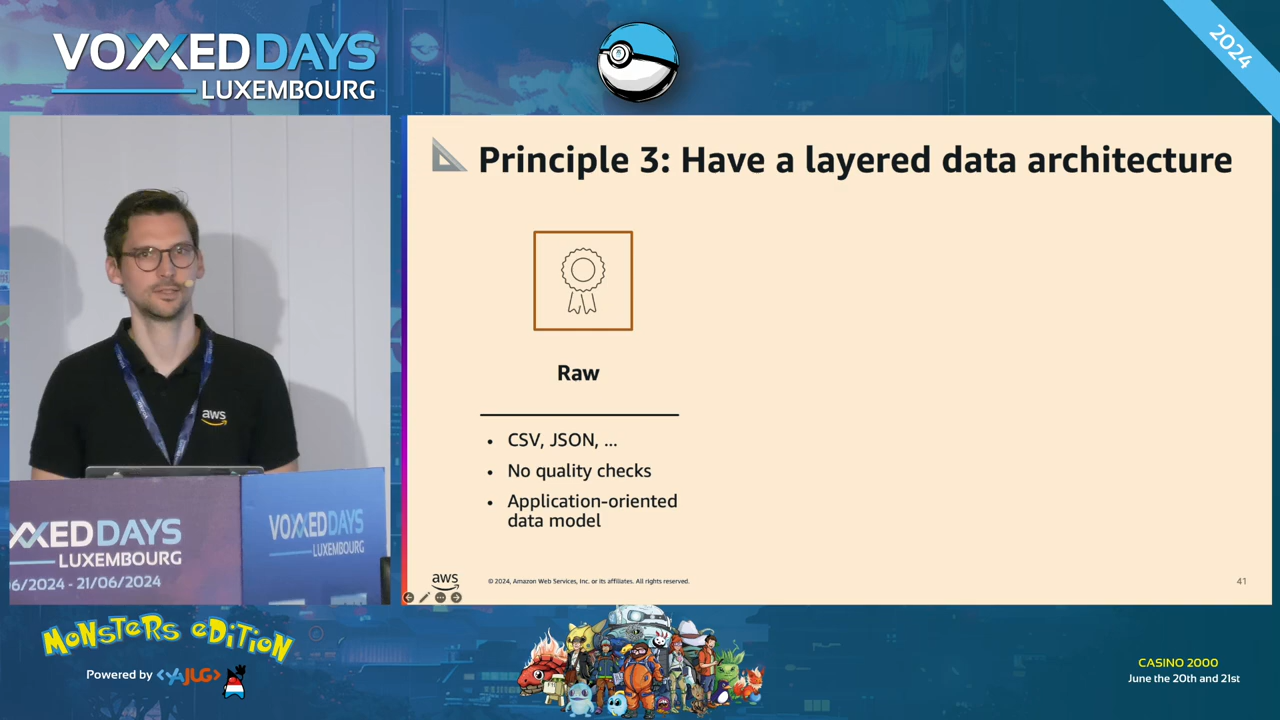 VOXXED DAYS
LUXEMBOURG
2024
Principle 3: Have a layered data architecture
Raw
• CSV, JSON, ...
• No quality checks
• Application-oriented
data model
aws
© 2024, Amazon Web Services, Inc. or its affiliates. All rights reserved.
41
aws
XXED DAYS
LUXEMBOURG
6/2024 - 21/06/2024
VOXXED DAYS
LUXEMBOURG
MONSTERS EDITION
Powered by <YAJUG>
CASINO 2000
June the 20th and 21st